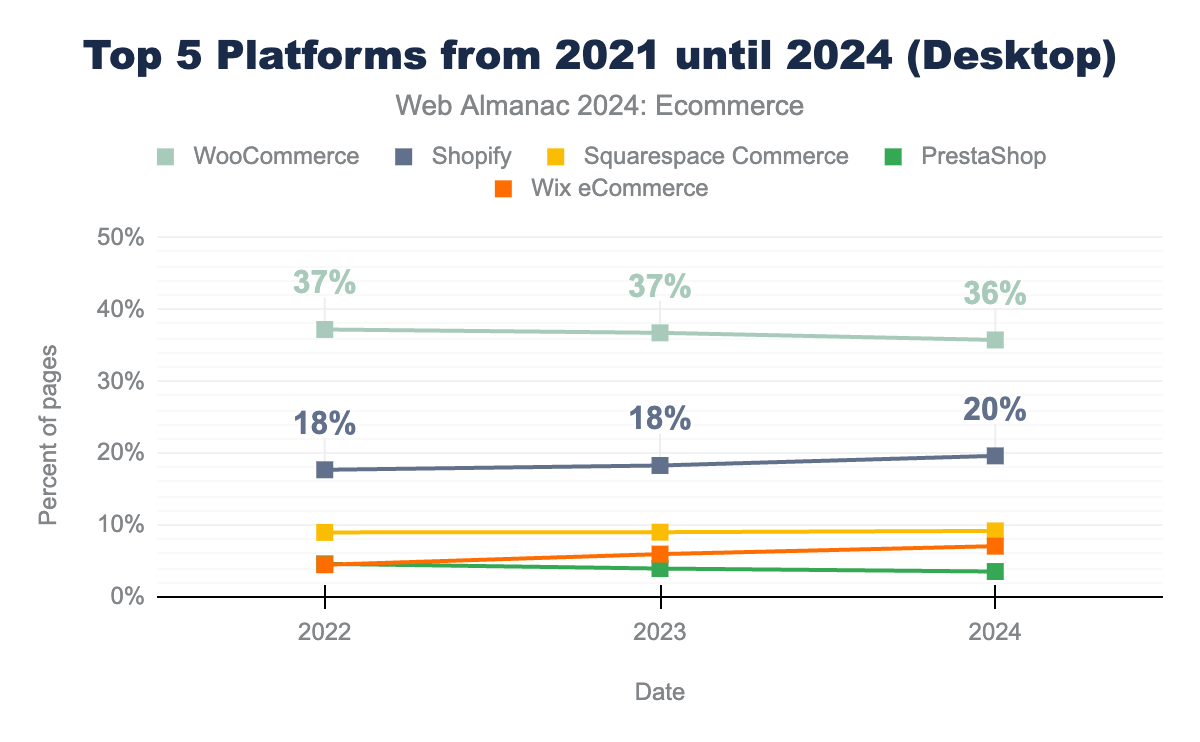 Top 5 Platforms from 2021 until 2024 (Desktop)
Web Almanac 2024: Ecommerce
WooCommerce Shopify Squarespace Commerce PrestaShop
Wix eCommerce
50%
37% 37% 36%
40%
30%
18% 18% 20%
20%
10%
0%
Percent of pages
2022 2023 2024
Date